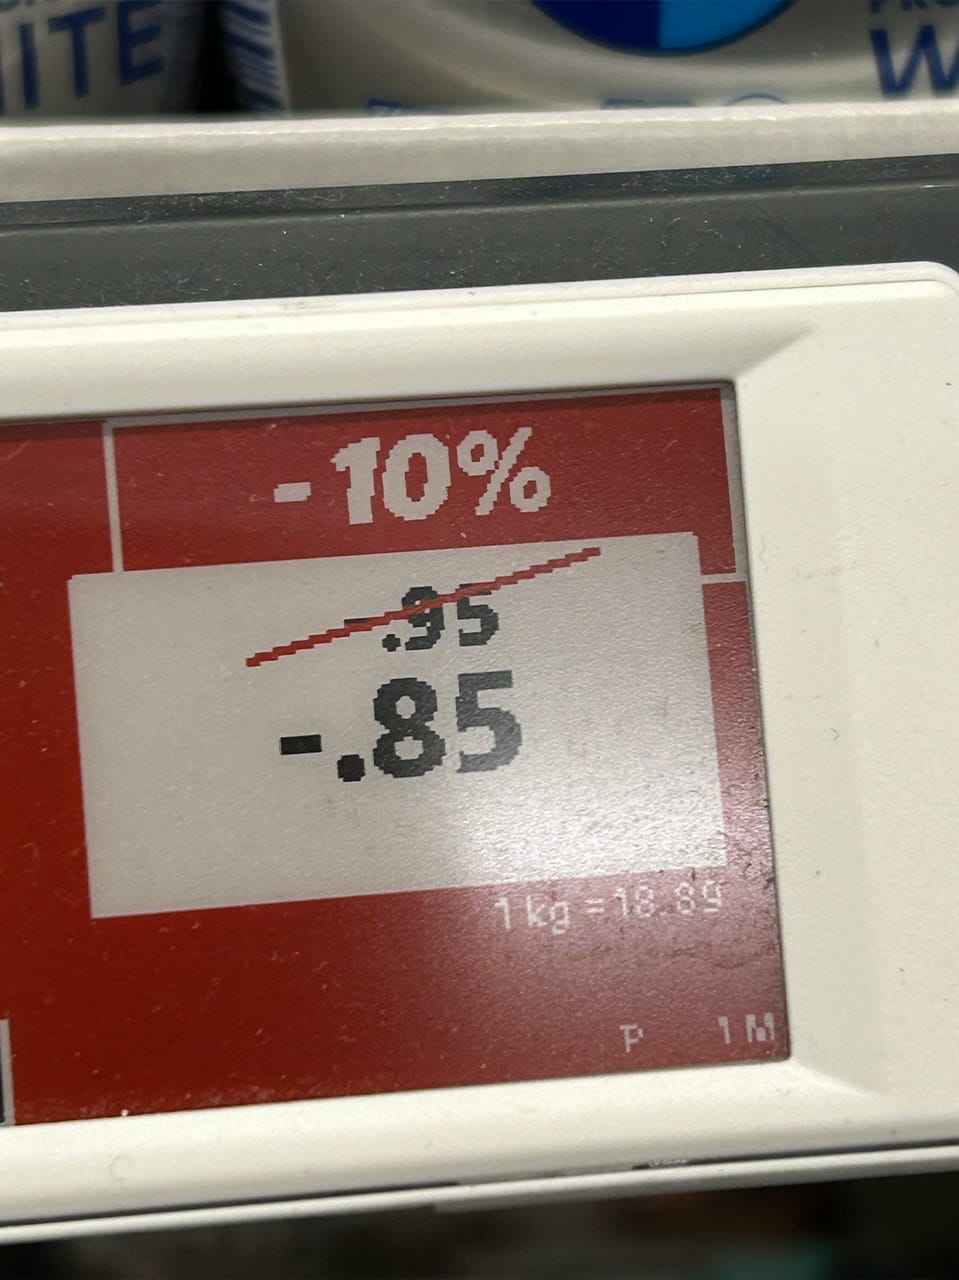 ITE
W
-10%
-.95
-.85
1kg = 18.89
P 1M